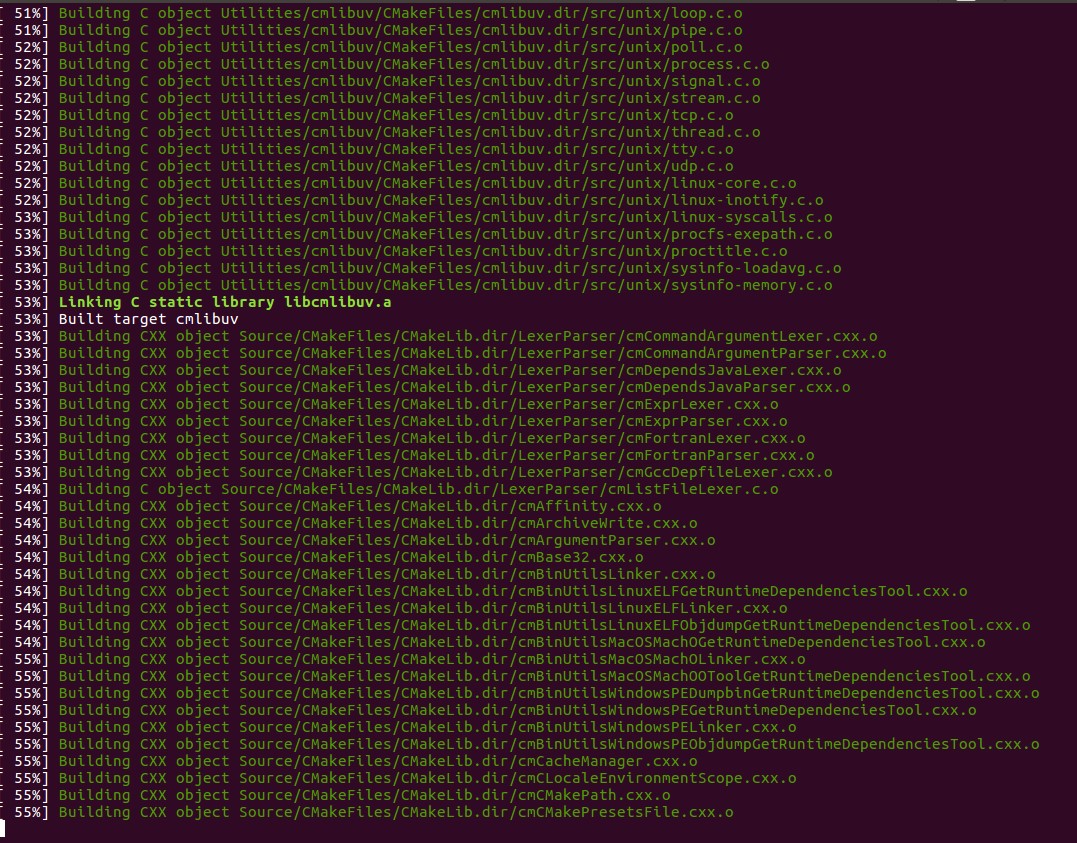 [ 51%] Building C object Utilities/cmlibuv/CMakeFiles/cmlibuv.dir/src/unix/loop.c.o
[ 51%] Building C object Utilities/cmlibuv/CMakeFiles/cmlibuv.dir/src/unix/pipe.c.o
[ 52%] Building C object Utilities/cmlibuv/CMakeFiles/cmlibuv.dir/src/unix/poll.c.o
[ 52%] Building C object Utilities/cmlibuv/CMakeFiles/cmlibuv.dir/src/unix/process.c.o
[ 52%] Building C object Utilities/cmlibuv/CMakeFiles/cmlibuv.dir/src/unix/signal.c.o
[ 52%] Building C object Utilities/cmlibuv/CMakeFiles/cmlibuv.dir/src/unix/stream.c.o
[ 52%] Building C object Utilities/cmlibuv/CMakeFiles/cmlibuv.dir/src/unix/tcp.c.o
[ 52%] Building C object Utilities/cmlibuv/CMakeFiles/cmlibuv.dir/src/unix/thread.c.o
[ 52%] Building C object Utilities/cmlibuv/CMakeFiles/cmlibuv.dir/src/unix/tty.c.o
[ 52%] Building C object Utilities/cmlibuv/CMakeFiles/cmlibuv.dir/src/unix/udp.c.o
[ 52%] Building C object Utilities/cmlibuv/CMakeFiles/cmlibuv.dir/src/unix/linux-core.c.o
[ 52%] Building C object Utilities/cmlibuv/CMakeFiles/cmlibuv.dir/src/unix/linux-inotify.c.o
[ 53%] Building C object Utilities/cmlibuv/CMakeFiles/cmlibuv.dir/src/unix/linux-syscalls.c.o
[ 53%] Building C object Utilities/cmlibuv/CMakeFiles/cmlibuv.dir/src/unix/procfs-exepath.c.o
[ 53%] Building C object Utilities/cmlibuv/CMakeFiles/cmlibuv.dir/src/unix/proctitle.c.o
[ 53%] Building C object Utilities/cmlibuv/CMakeFiles/cmlibuv.dir/src/unix/sysinfo-loadavg.c.o
[ 53%] Building C object Utilities/cmlibuv/CMakeFiles/cmlibuv.dir/src/unix/sysinfo-memory.c.o
[ 53%] Linking C static library libcmlibuv.a
[ 53%] Built target cmlibuv
[ 53%] Building CXX object Source/CMakeFiles/CMakeLib.dir/LexerParser/cmCommandArgumentLexer.cxx.o
[ 53%] Building CXX object Source/CMakeFiles/CMakeLib.dir/LexerParser/cmCommandArgumentParser.cxx.o
[ 53%] Building CXX object Source/CMakeFiles/CMakeLib.dir/LexerParser/cmDependsJavaLexer.cxx.o
[ 53%] Building CXX object Source/CMakeFiles/CMakeLib.dir/LexerParser/cmDependsJavaParser.cxx.o
[ 53%] Building CXX object Source/CMakeFiles/CMakeLib.dir/LexerParser/cmExprLexer.cxx.o
[ 53%] Building CXX object Source/CMakeFiles/CMakeLib.dir/LexerParser/cmExprParser.cxx.o
[ 53%] Building CXX object Source/CMakeFiles/CMakeLib.dir/LexerParser/cmFortranLexer.cxx.o
[ 53%] Building CXX object Source/CMakeFiles/CMakeLib.dir/LexerParser/cmFortranParser.cxx.o
[ 53%] Building CXX object Source/CMakeFiles/CMakeLib.dir/LexerParser/cmGccDepfileLexer.cxx.o
[ 54%] Building C object Source/CMakeFiles/CMakeLib.dir/LexerParser/cmListFileLexer.c.o
[ 54%] Building CXX object Source/CMakeFiles/CMakeLib.dir/cmAffinity.cxx.o
[ 54%] Building CXX object Source/CMakeFiles/CMakeLib.dir/cmArchiveWrite.cxx.o
[ 54%] Building CXX object Source/CMakeFiles/CMakeLib.dir/cmArgumentParser.cxx.o
[ 54%] Building CXX object Source/CMakeFiles/CMakeLib.dir/cmBase32.cxx.o
[ 54%] Building CXX object Source/CMakeFiles/CMakeLib.dir/cmBinUtilsLinker.cxx.o
[ 54%] Building CXX object Source/CMakeFiles/CMakeLib.dir/cmBinUtilsLinuxELFGetRuntimeDependenciesTool.cxx.o
[ 54%] Building CXX object Source/CMakeFiles/CMakeLib.dir/cmBinUtilsLinuxELFLinker.cxx.o
[ 54%] Building CXX object Source/CMakeFiles/CMakeLib.dir/cmBinUtilsLinuxELFObjdumpGetRuntimeDependenciesTool.cxx.o
[ 54%] Building CXX object Source/CMakeFiles/CMakeLib.dir/cmBinUtilsMacOSMachOGetRuntimeDependenciesTool.cxx.o
[ 55%] Building CXX object Source/CMakeFiles/CMakeLib.dir/cmBinUtilsMacOSMachOLinker.cxx.o
[ 55%] Building CXX object Source/CMakeFiles/CMakeLib.dir/cmBinUtilsMacOSMachOOToolGetRuntimeDependenciesTool.cxx.o
[ 55%] Building CXX object Source/CMakeFiles/CMakeLib.dir/cmBinUtilsWindowsPEDumpbinGetRuntimeDependenciesTool.cxx.o
[ 55%] Building CXX object Source/CMakeFiles/CMakeLib.dir/cmBinUtilsWindowsPEGetRuntimeDependenciesTool.cxx.o
[ 55%] Building CXX object Source/CMakeFiles/CMakeLib.dir/cmBinUtilsWindowsPELinker.cxx.o
[ 55%] Building CXX object Source/CMakeFiles/CMakeLib.dir/cmBinUtilsWindowsPEObjdumpGetRuntimeDependenciesTool.cxx.o
[ 55%] Building CXX object Source/CMakeFiles/CMakeLib.dir/cmCacheManager.cxx.o
[ 55%] Building CXX object Source/CMakeFiles/CMakeLib.dir/cmCLocaleEnvironmentScope.cxx.o
[ 55%] Building CXX object Source/CMakeFiles/CMakeLib.dir/cmCMakePath.cxx.o
[ 55%] Building CXX object Source/CMakeFiles/CMakeLib.dir/cmCMakePresetsFile.cxx.o